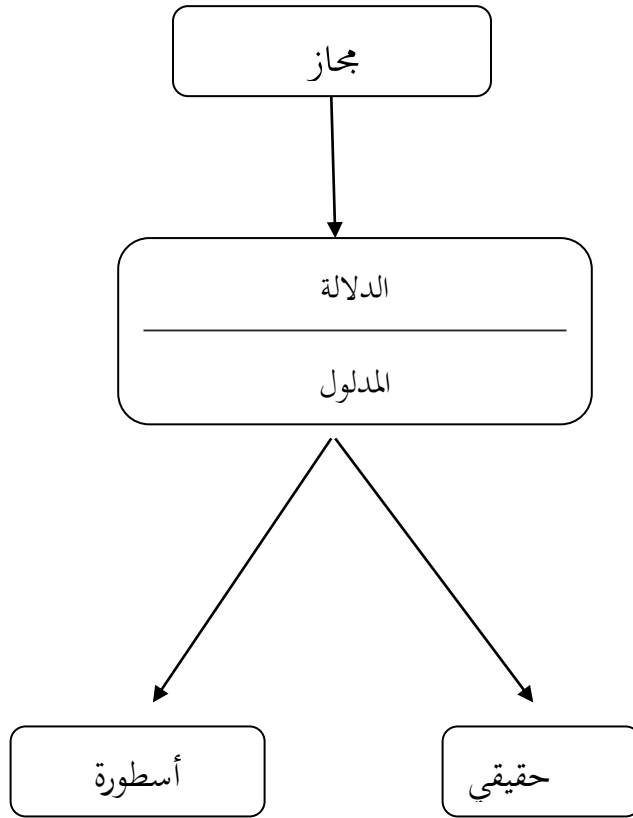 مجاز
الدلالة
المدلول
حقيقي
أسطورة